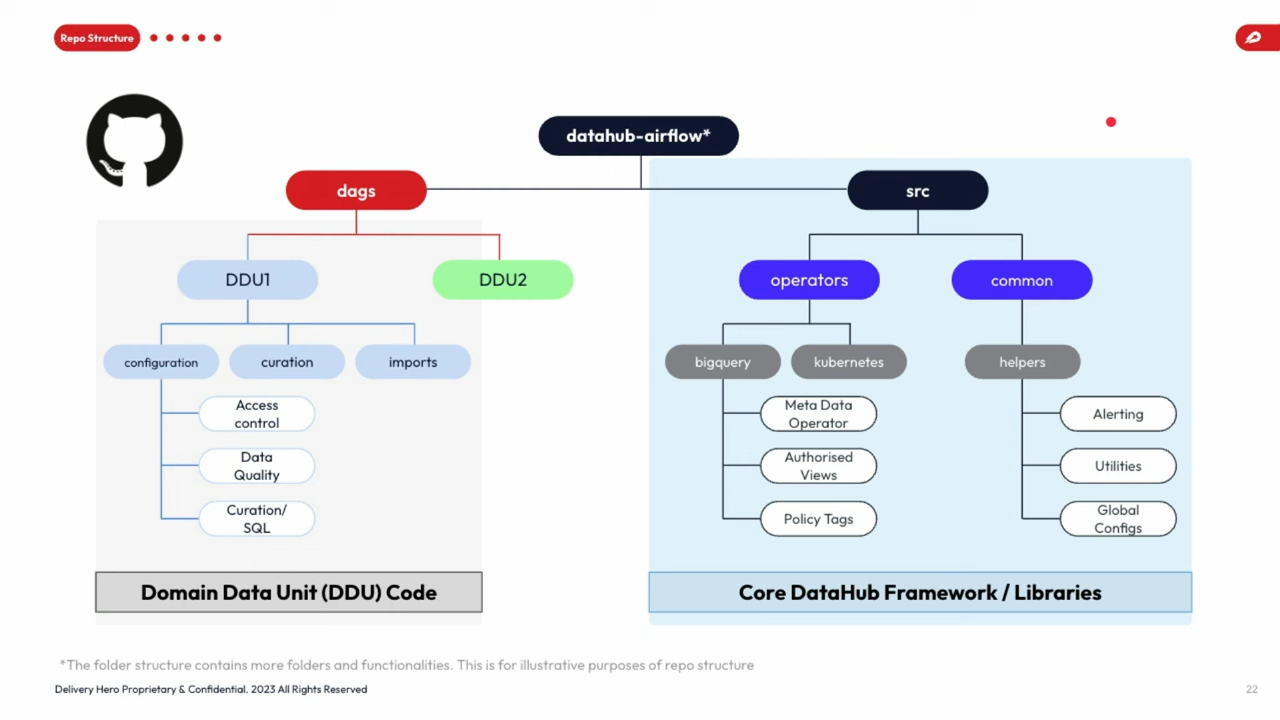 Repo Structure
datahub-airflow*
dags
src
DDU1
DDU2
operators
common
configuration
curation
imports
bigquery
kubernetes
helpers
Access
control
Data
Quality
Curation/
SQL
Meta Data
Operator
Authorised
Views
Policy Tags
Alerting
Utilities
Global
Configs
Domain Data Unit (DDU) Code
Core DataHub Framework / Libraries
*The folder structure contains more folders and functionalities. This is for illustrative purposes of repo structure
Delivery Hero Proprietary & Confidential. 2023 All Rights Reserved
22